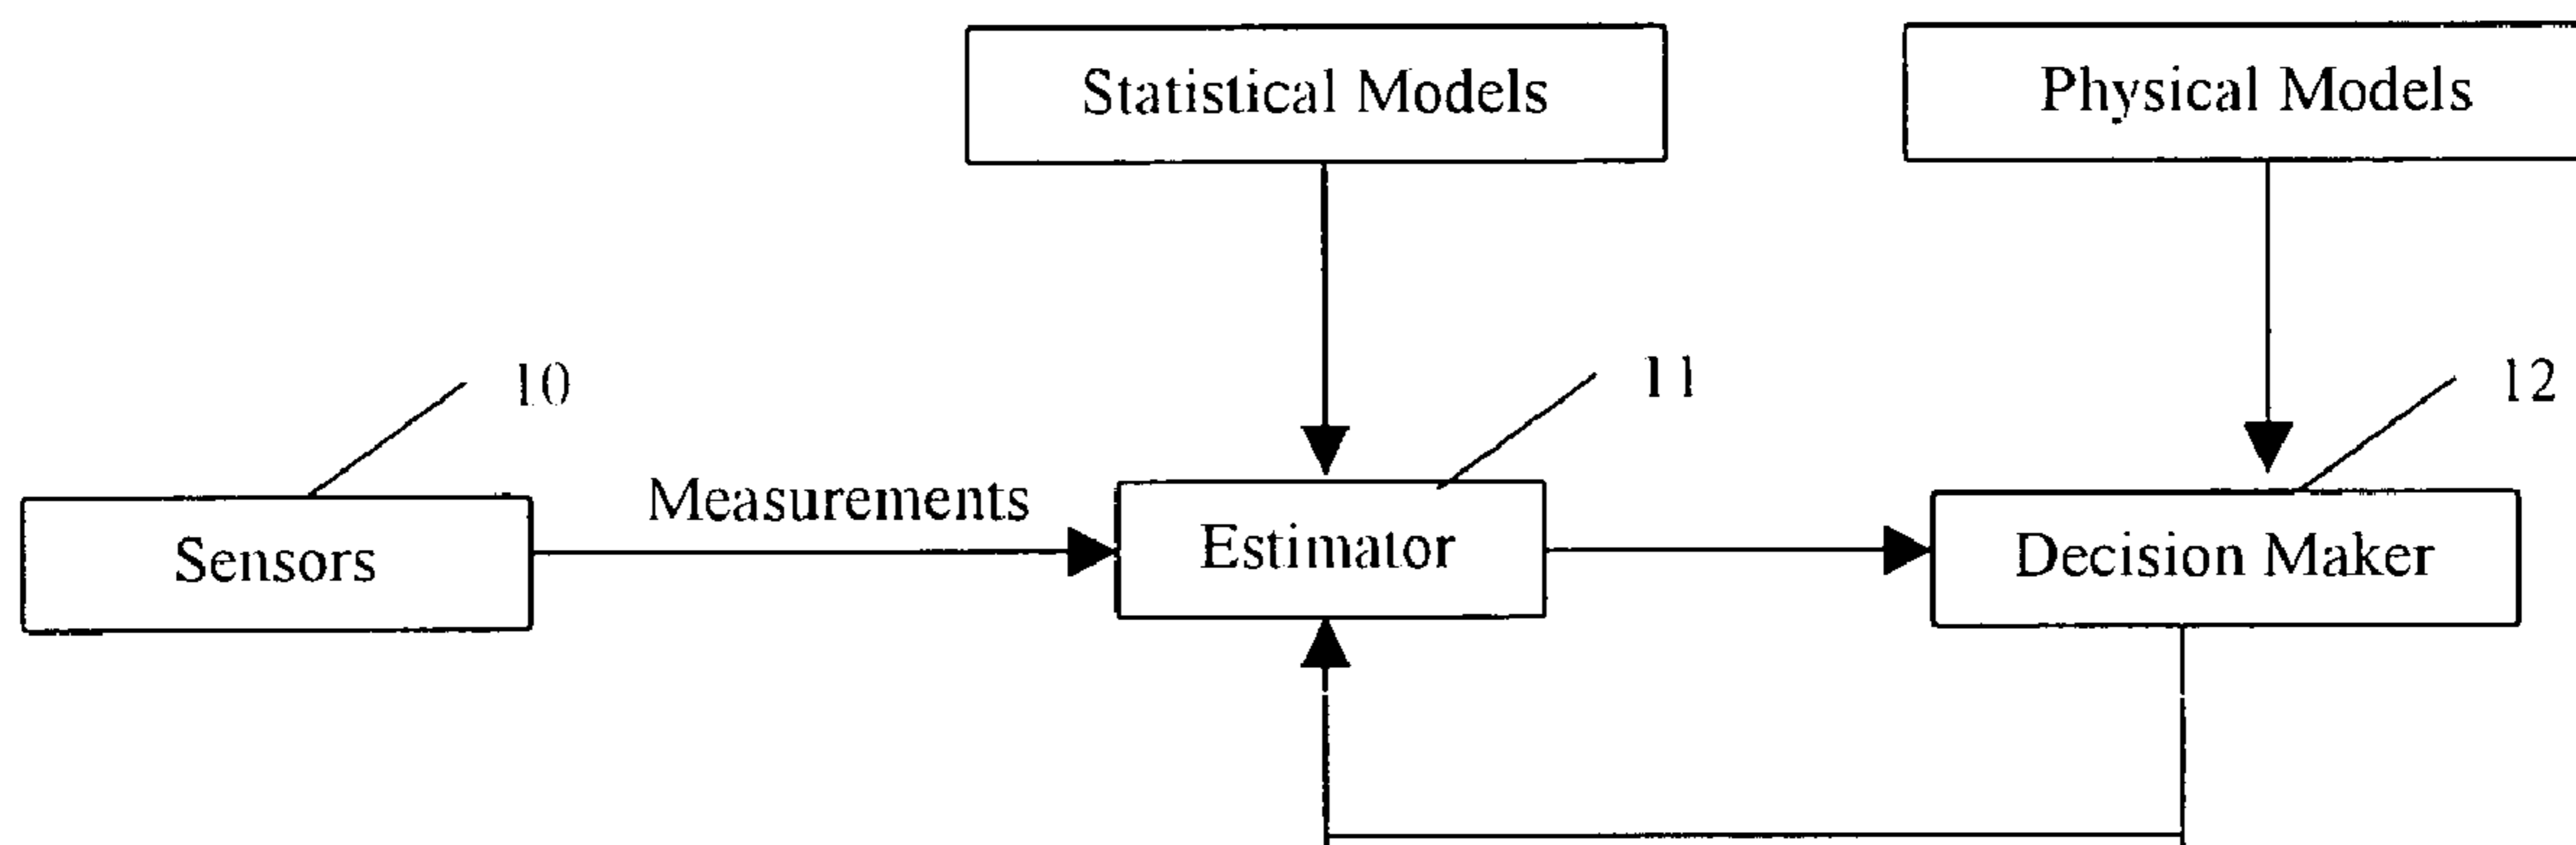 Statistical Models
Physical Models
10
11
12
Measurements
Sensors
Estimator
Decision Maker